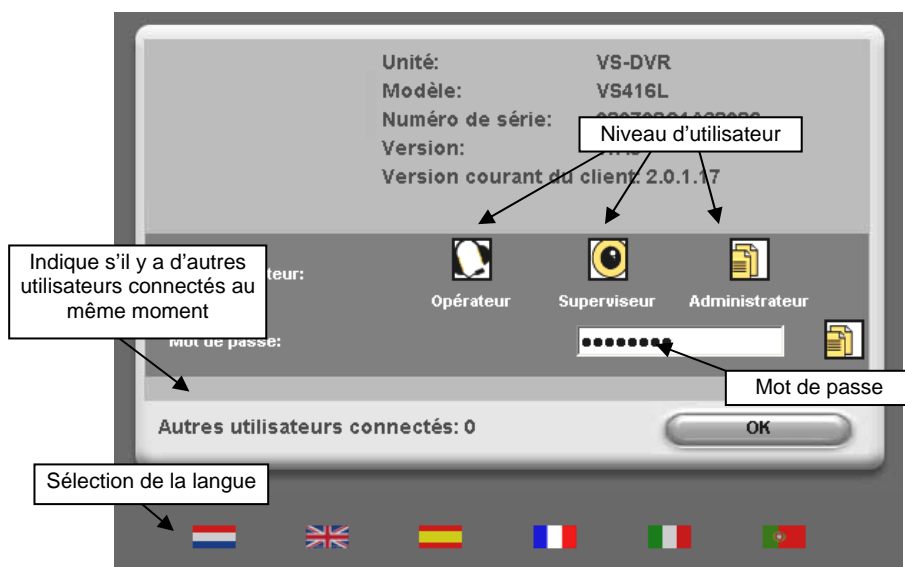 Unité: VS-DVR
Modèle: VS416L
Numéro de série:
Niveau d'utilisateur
Version:
Version courant du client: 2.0.1.17
Indique s'il y a d'autres
utilisateurs connectés au
même moment
Opérateur Superviseur Administrateur
Mot de passe:
Mot de passe
Autres utilisateurs connectés: 0
OK
Sélection de la langue